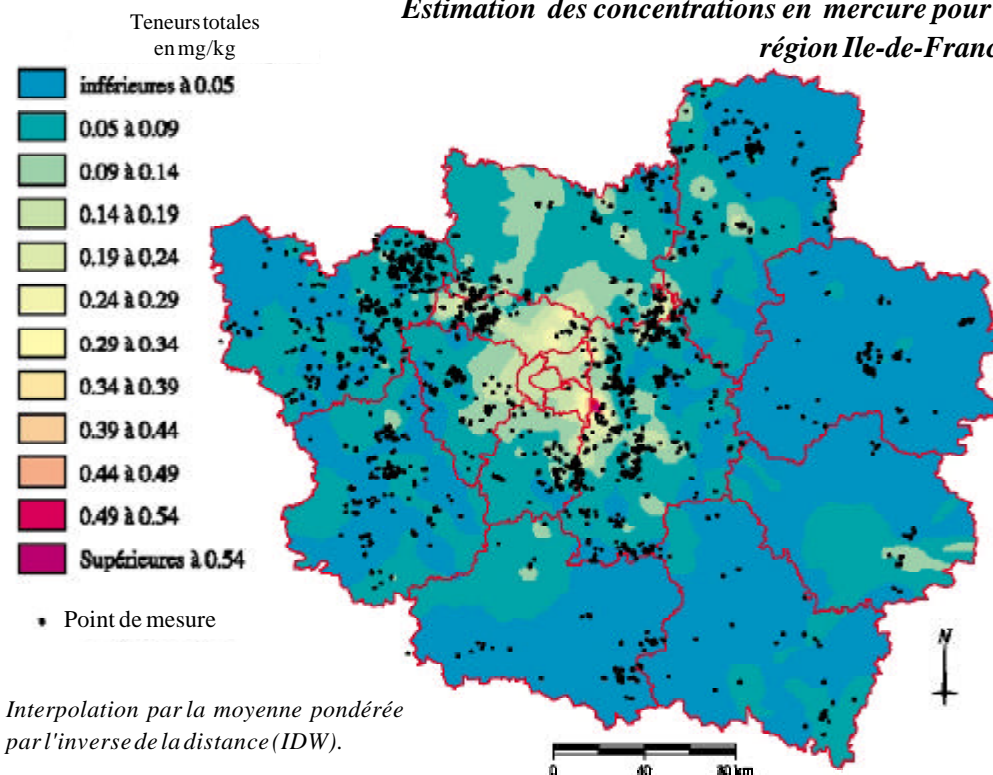 Estimation des concentrations en mercure pour
région Ile-de-Franc
Teneurs totales
en mg/kg
inférieures à 0.05
0.05 à 0.09
0.09 à 0.14
0.14 à 0.19
0.19 à 0.24
0.24 à 0.29
0.29 à 0.34
0.34 à 0.39
0.39 à 0.44
0.44 à 0.49
0.49 à 0.54
Supérieures à 0.54
Point de mesure
N
Interpolation par la moyenne pondérée
par l'inverse de la distance (IDW).
0 40 80 km